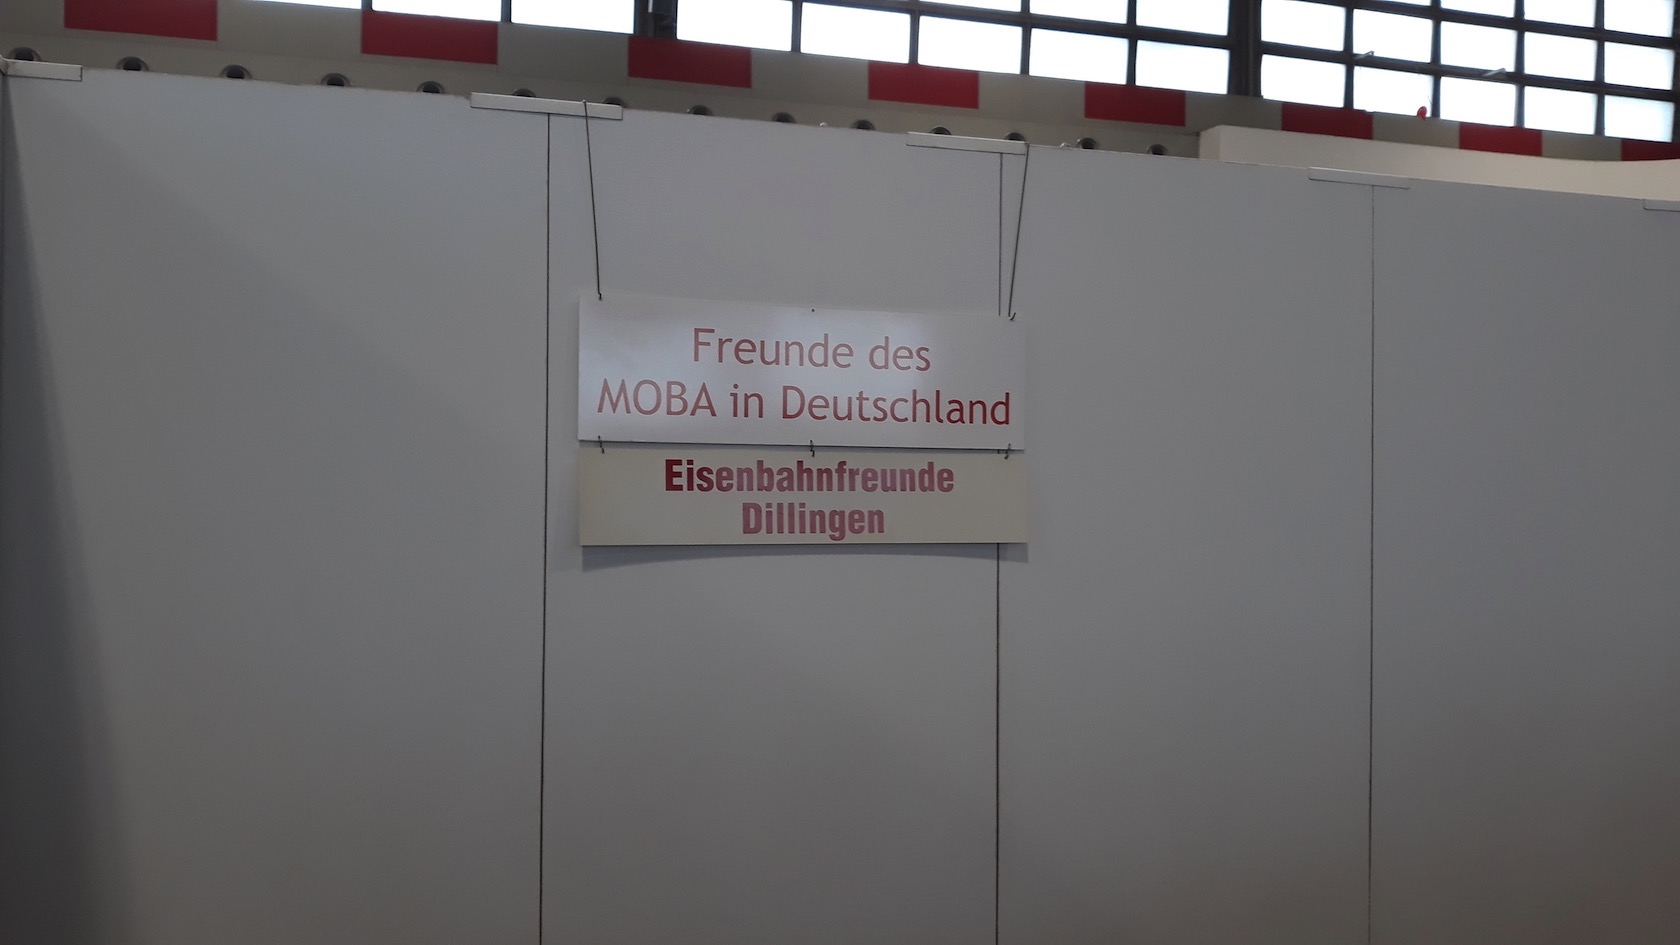 Freunde des
MOBA in Deutschland
Eisenbahnfreunde
Dillingen